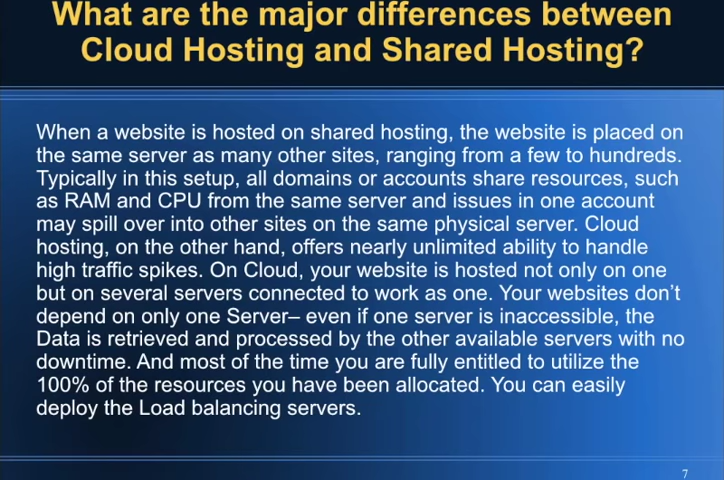 What are the major differences between
Cloud Hosting and Shared Hosting?
When a website is hosted on shared hosting, the website is placed on
the same server as many other sites, ranging from a few to hundreds.
Typically in this setup, all domains or accounts share resources, such
as RAM and CPU from the same server and issues in one account
may spill over into other sites on the same physical server. Cloud
hosting, on the other hand, offers nearly unlimited ability to handle
high traffic spikes. On Cloud, your website is hosted not only on one
but on several servers connected to work as one. Your websites don’t
depend on only one Server– even if one server is inaccessible, the
Data is retrieved and processed by the other available servers with no
downtime. And most of the time you are fully entitled to utilize the
100% of the resources you have been allocated. You can easily
deploy the Load balancing servers.
7